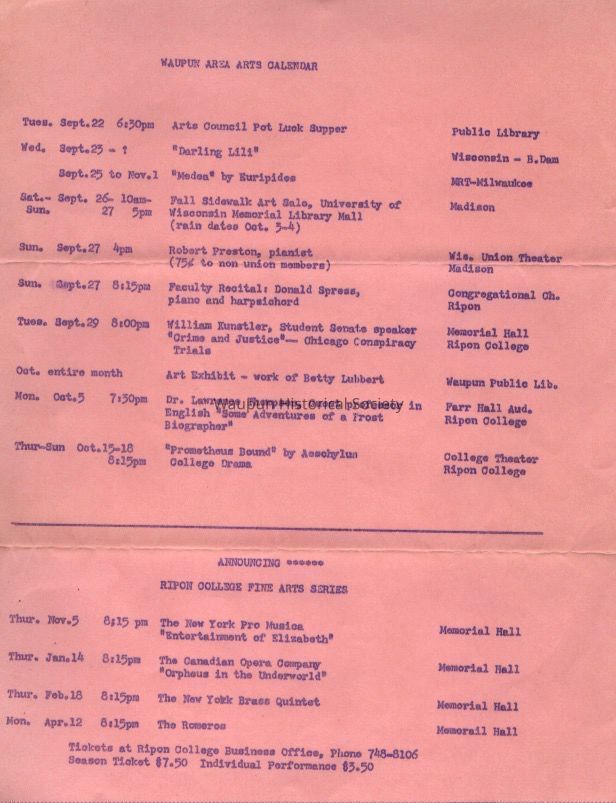 WAUPUN AREA ARTS CALENDAR
Tues. Sept.22 6:30pm Arts Council Pot Luck Supper Public Library
Wed. Sept.23 - ? "Darling Lili" Wisconsin - B.Dam
Sept.25 to Nov.1 "Medea" by Euripides MRT-Milwaukee
Sat.- Sept. 26- 10am- Fall Sidewalk Art Sale, University of Madison
Sun. 27 5pm Wisconsin Memorial Library Mall
(rain dates Oct. 3-4)
Sun. Sept.27 4pm Robert Preston, pianist Wis. Union Theater
(75¢ to non union members) Madison
Sun. Sept.27 8:15pm Faculty Recital: Donald Spress, Congregational Ch.
piano and harpsichord Ripon
Tues. Sept.29 8:00pm William Kunstler, Student Senate speaker Memorial Hall
"Crime and Justice"- Chicago Conspiracy Ripon College
Trials
Oct. entire month Art Exhibit - work of Betty Lubbert Waupun Public Lib.
Mon. Oct.5 7:30pm Dr. Lawrance professor in Farr Hall Aud.
Waupun Historical Society
English "Some Adventures of a Frost Ripon College
Biographer"
Thur-Sun Oct.15-18 "Prometheus Bound" by Aeschylus College Theater
8:15pm College Drama Ripon College
ANNOUNCING ******
RIPON COLLEGE FINE ARTS SERIES
Thur. Nov.5 8;15 pm The New York Pro Musica Memorial Hall
"Entertainment of Elizabeth"
Thur. Jan.14 8:15pm The Canadian Opera Company Memorial Hall
"Orpheus in the Underworld"
Thur. Feb.18 8:15pm The New York Brass Quintet Memorial Hall
Mon. Apr.12 8:15pm The Romeros Memorail Hall
Tickets at Ripon College Business Office, Phone 748-8106
Season Ticket $7.50 Individual Performance $3.50